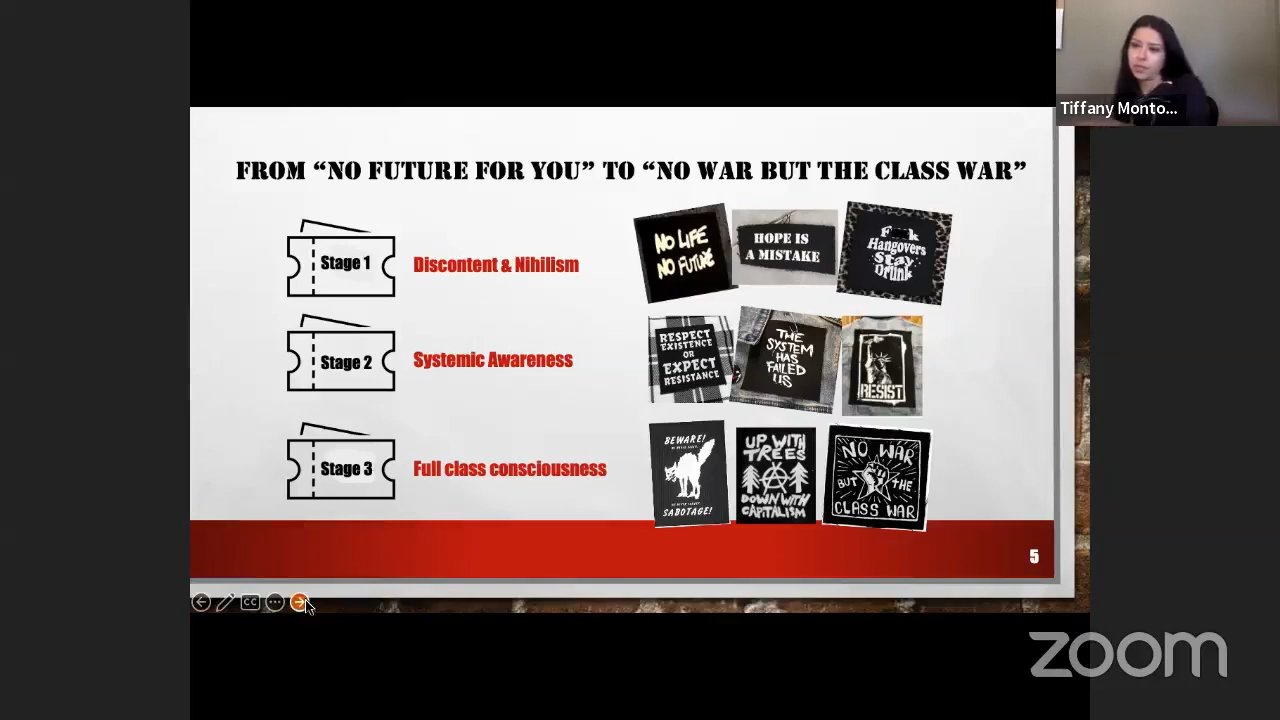 Tiffany Monto...
FROM “NO FUTURE FOR YOU” TO “NO WAR BUT THE CLASS WAR”
Stage 1
Discontent & Nihilism
NO LIFE
NO FUTURE
HOPE IS
A MISTAKE
Hangovers
Stay
Drunk
Stage 2
Systemic Awareness
RESPECT
EXISTENCE
OR
EXPECT
RESISTANCE
THE
SYSTEM
HAS
FAILED
US
RESIST
Stage 3
Full class consciousness
BEWARE!
SABOTAGE!
UP WITH
TREES
DOWN WITH
CAPITALISM
NO WAR
BUT THE
CLASS WAR
5
CC
zoom